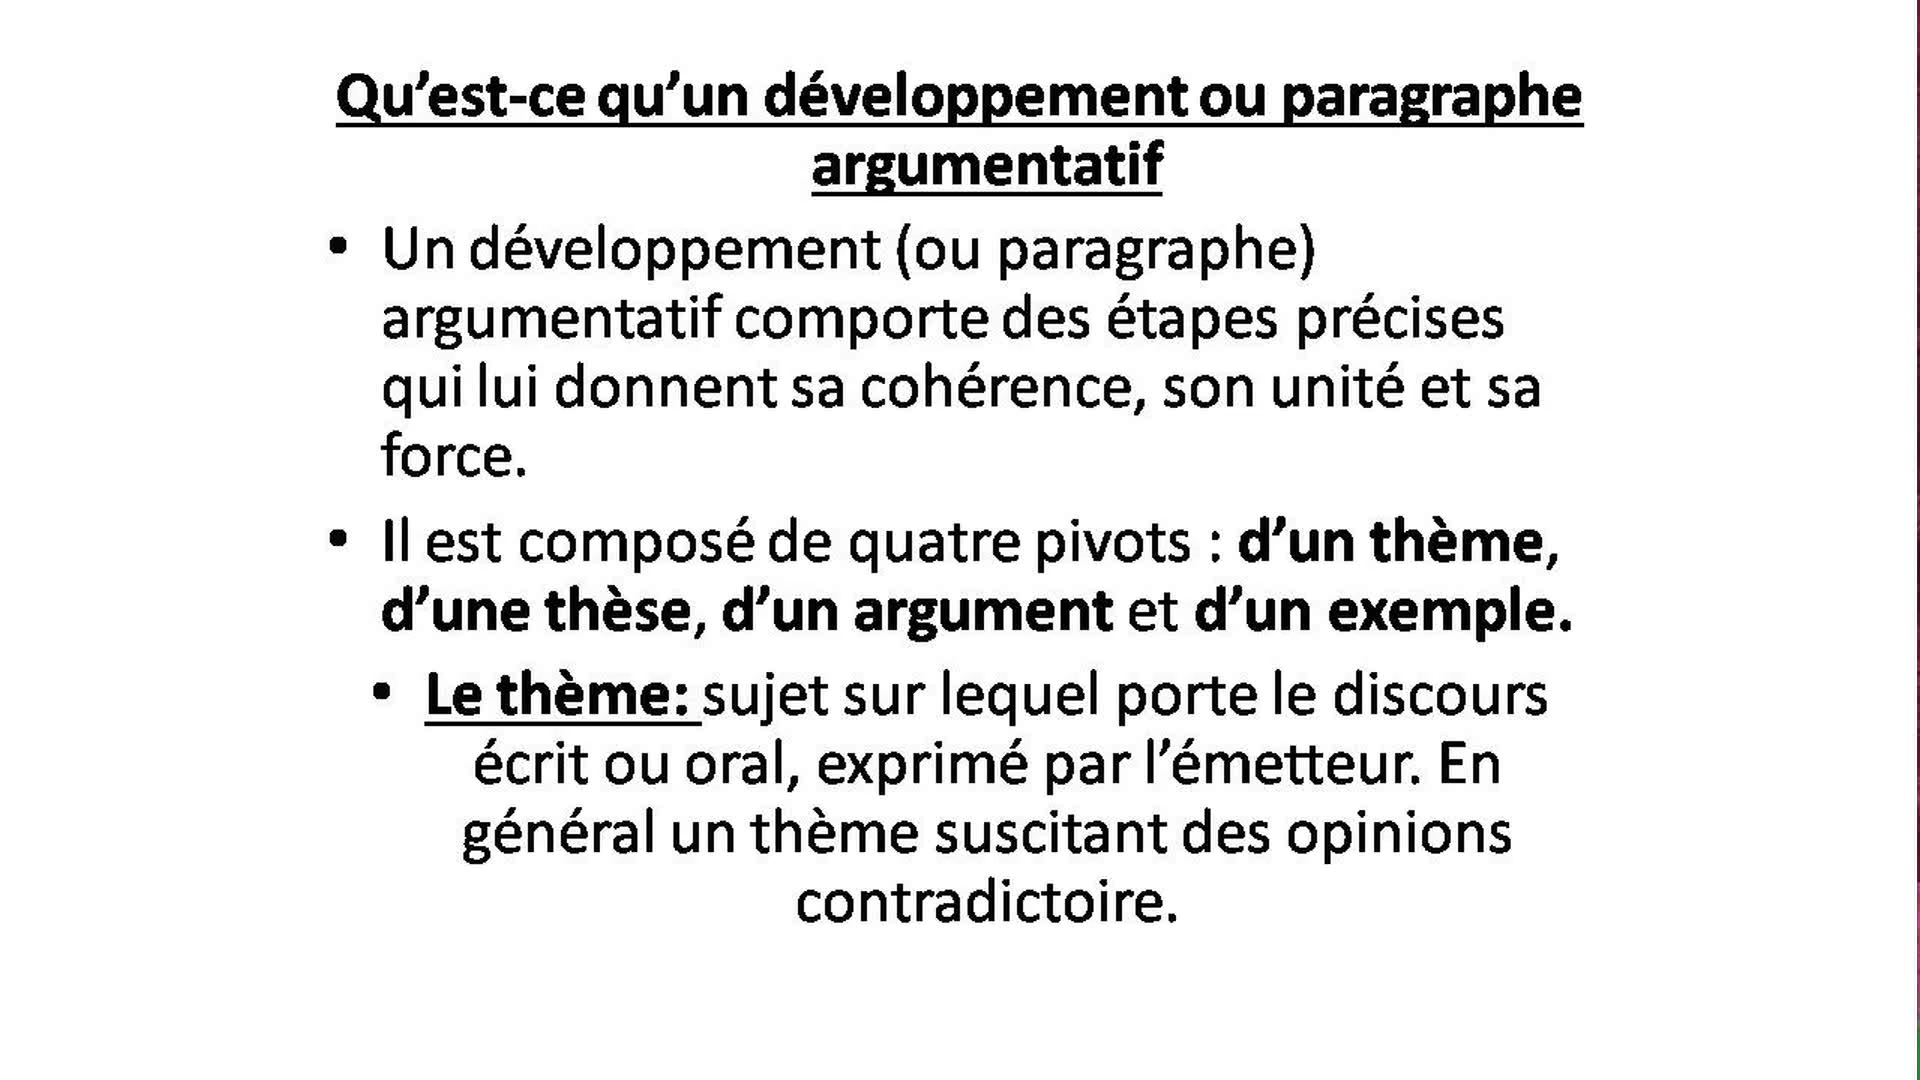 Qu’est-ce qu’un développement ou paragraphe
argumentatif
• Un développement (ou paragraphe)
argumentatif comporte des étapes précises
qui lui donnent sa cohérence, son unité et sa
force.
• Il est composé de quatre pivots : d’un thème,
d’une thèse, d’un argument et d’un exemple.
• Le thème: sujet sur lequel porte le discours
écrit ou oral, exprimé par l’émetteur. En
général un thème suscitant des opinions
contradictoire.